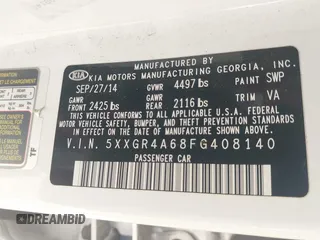 MANUFACTURED BY
KIA KIA MOTORS MANUFACTURING GEORGIA, INC.
SEP/27/14 GVWR 4497 lbs PAINT SWP
GAWR FRONT 2425 lbs GAWR REAR 2116 lbs TRIM VA
THIS VEHICLE CONFORMS TO ALL APPLICABLE U.S.A. FEDERAL
MOTOR VEHICLE SAFETY, BUMPER, AND THEFT PREVENTION STANDARDS
IN EFFECT ON THE DATE OF MANUFACTURE SHOWN ABOVE.
V.I.N. 5XXGR4A68FG408140
PASSENGER CAR
TF
DREAMBID